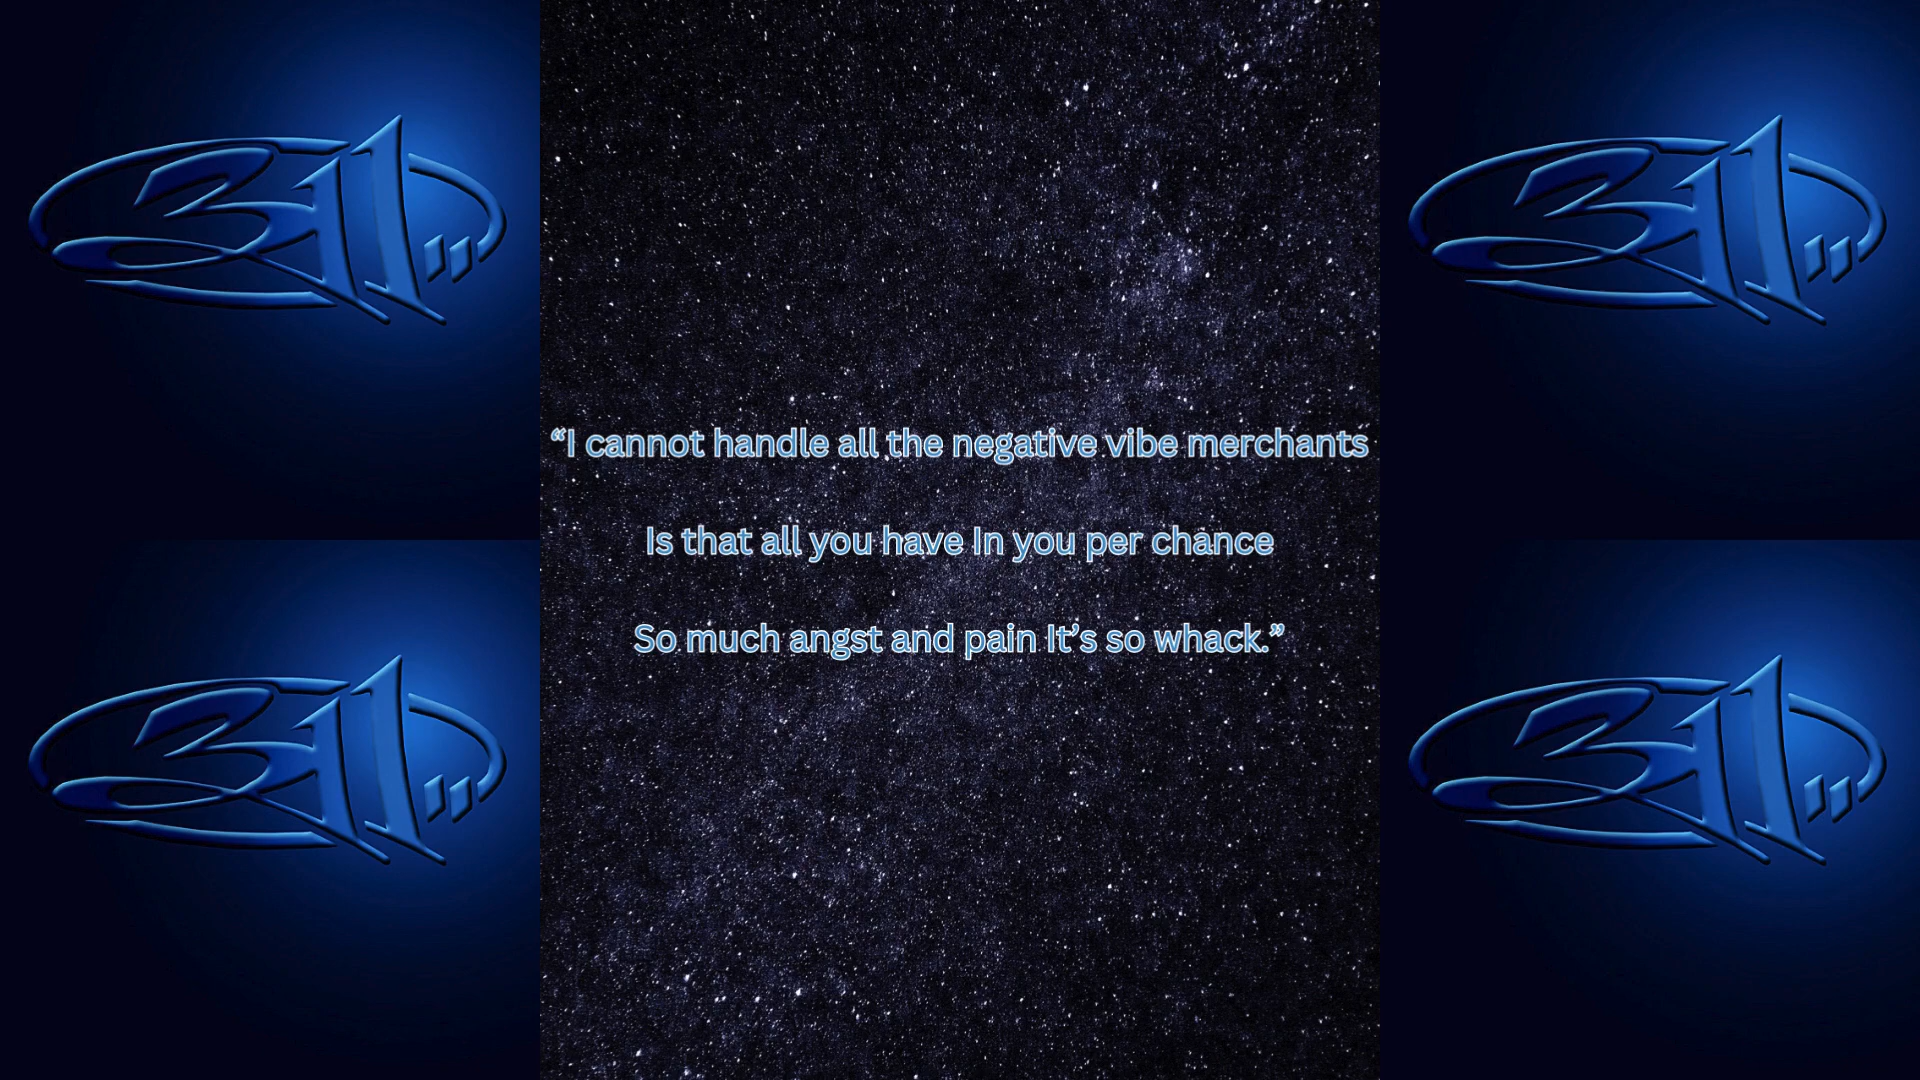 311
311
“I cannot handle all the negative vibe merchants
Is that all you have In you per chance
So much angst and pain It’s so whack.”
311
311